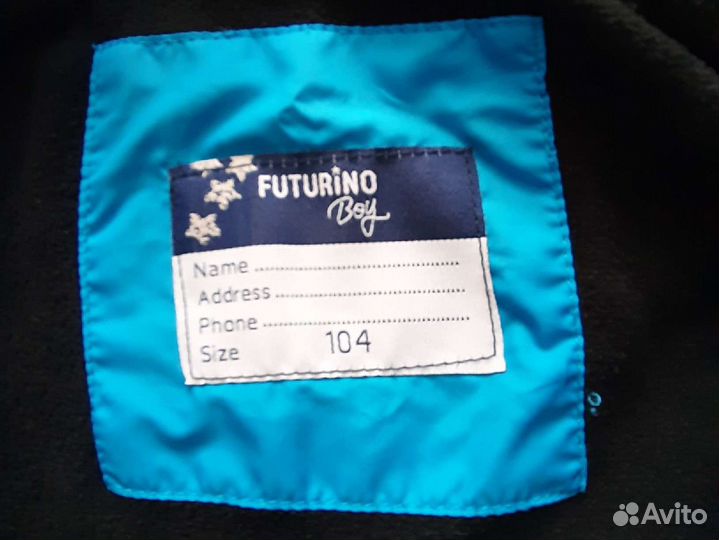 FUTURiNO
Boy
Name
Address
Phone
Size 104
Avito